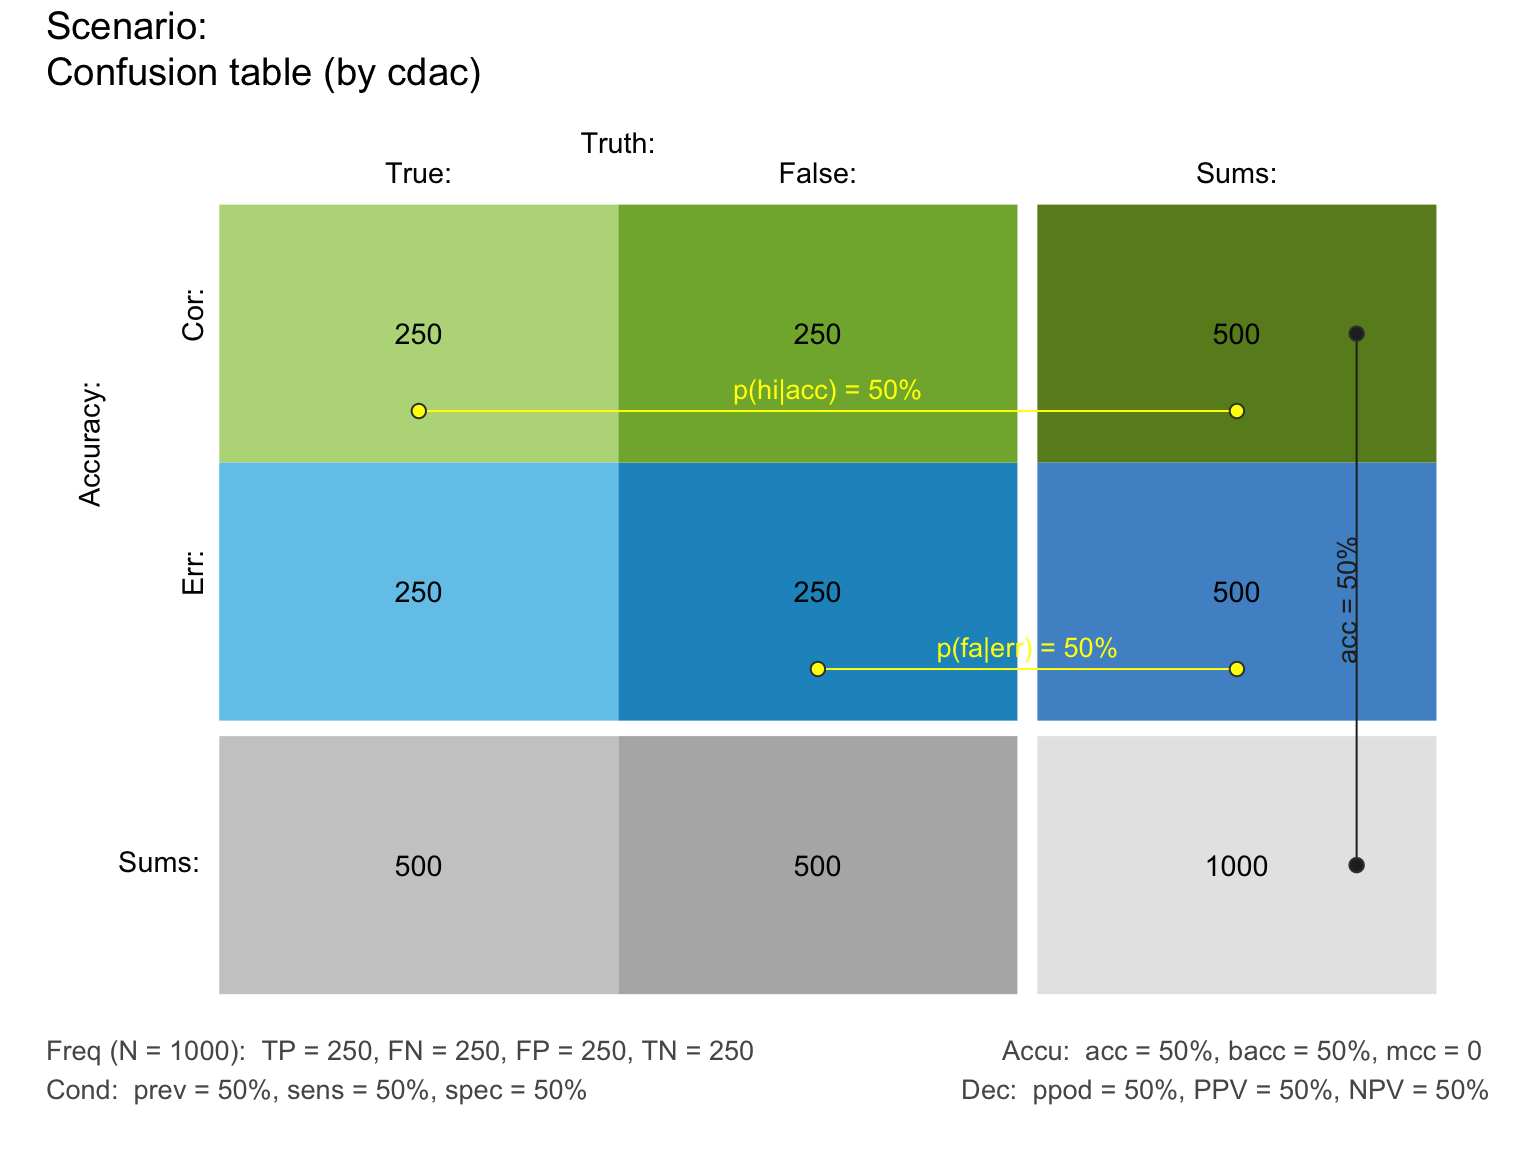 Scenario:
Confusion table (by cdac)
Truth:
True:
False:
Sums:
Accuracy:
Cor:
250
250
500
p(hi|acc) = 50%
Err:
250
250
500
acc = 50%
p(fa|err) = 50%
Sums:
500
500
1000
Freq (N = 1000):  TP = 250, FN = 250, FP = 250, TN = 250
Accu:  acc = 50%, bacc = 50%, mcc = 0
Cond:  prev = 50%, sens = 50%, spec = 50%
Dec:  ppod = 50%, PPV = 50%, NPV = 50%